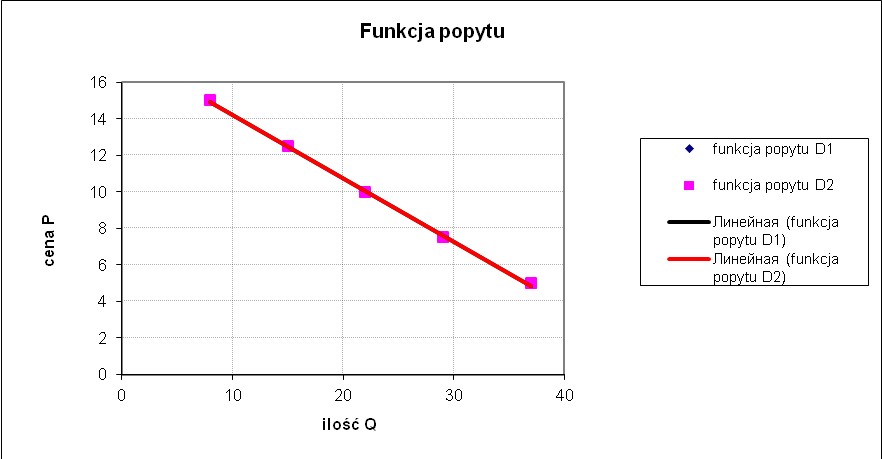 Funkcja popytu
16
14
12
10
8
6
4
2
0
0 10 20 30 40
cena P
ilość Q
funkcja popytu D1
funkcja popytu D2
Линейная (funkcja
popytu D1)
Линейная (funkcja
popytu D2)